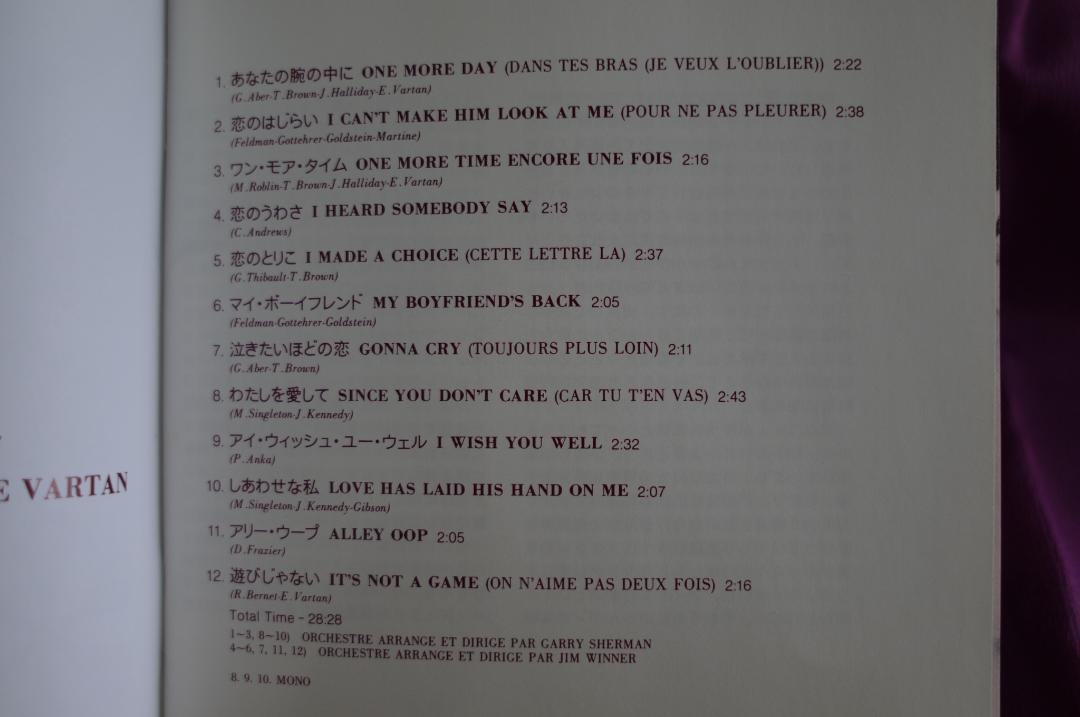 1. あなたの腕の中に ONE MORE DAY (DANS TES BRAS (JE VEUX L'OUBLIER)) 2:22
(G.Aber-T.Brown-J.Halliday-E.Vartan)
2. 恋のはじらい I CAN'T MAKE HIM LOOK AT ME (POUR NE PAS PLEURER) 2:38
(Feldman-Gottehrer-Goldstein-Martine)
3. ワン・モア・タイム ONE MORE TIME ENCORE UNE FOIS 2:16
(M.Roblin-T.Brown-J.Halliday-E.Vartan)
4. 恋のうわさ I HEARD SOMEBODY SAY 2:13
(C.Andrews)
5. 恋のとりこ I MADE A CHOICE (CETTE LETTRE LA) 2:37
(G.Thibault-T.Brown)
6. マイ・ボーイフレンド MY BOYFRIEND'S BACK 2:05
(Feldman-Gottehrer-Goldstein)
7. 泣きたいほどの恋 GONNA CRY (TOUJOURS PLUS LOIN) 2:11
(G.Aber-T.Brown)
8. わたしを愛して SINCE YOU DON'T CARE (CAR TU T'EN VAS) 2:43
(M.Singleton-J.Kennedy)
9. アイ・ウィッシュ・ユー・ウェル I WISH YOU WELL 2:32
(P.Anka)
E VARTAN
10. しあわせな私 LOVE HAS LAID HIS HAND ON ME 2:07
(M.Singleton-J.Kennedy-Gibson)
11. アリー・ウープ ALLEY OOP 2:05
(D.Frazier)
12. 遊びじゃない IT'S NOT A GAME (ON N'AIME PAS DEUX FOIS) 2:16
(R.Bernet-E.Vartan)
Total Time - 28:28
1~3, 8~10) ORCHESTRE ARRANGE ET DIRIGE PAR GARRY SHERMAN
4~6, 7, 11, 12) ORCHESTRE ARRANGE ET DIRIGE PAR JIM WINNER
8. 9. 10. MONO